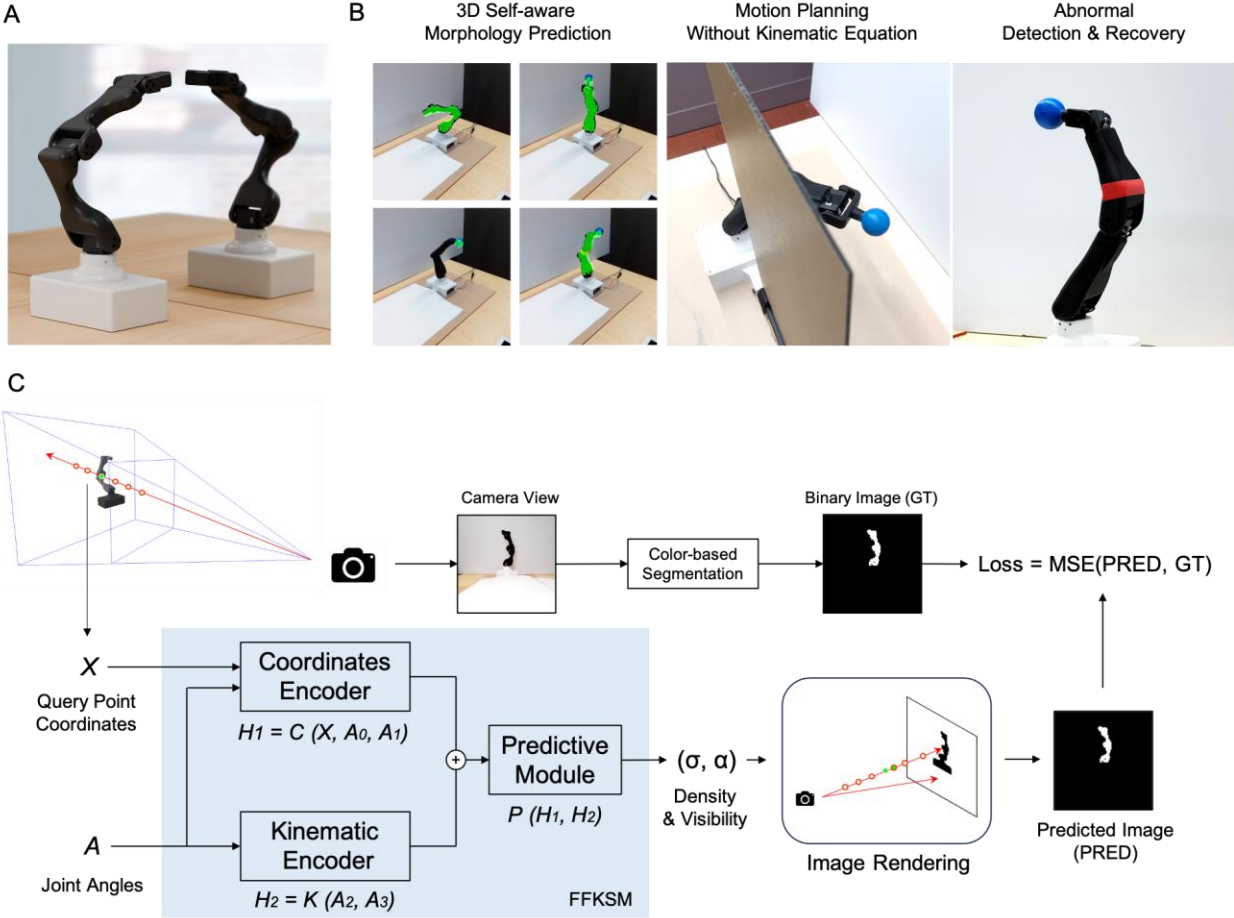 A
B
3D Self-aware
Morphology Prediction
Motion Planning
Without Kinematic Equation
Abnormal
Detection & Recovery
C
Camera View
Binary Image (GT)
Color-based
Segmentation
Loss = MSE(PRED, GT)
X
Query Point
Coordinates
Coordinates
Encoder
H1 = C (X, A0, A1)
+
Predictive
Module
P (H1, H2)
(σ, α)
Density
& Visibility
Image Rendering
Predicted Image
(PRED)
A
Joint Angles
Kinematic
Encoder
H2 = K (A2, A3)
FFKSM